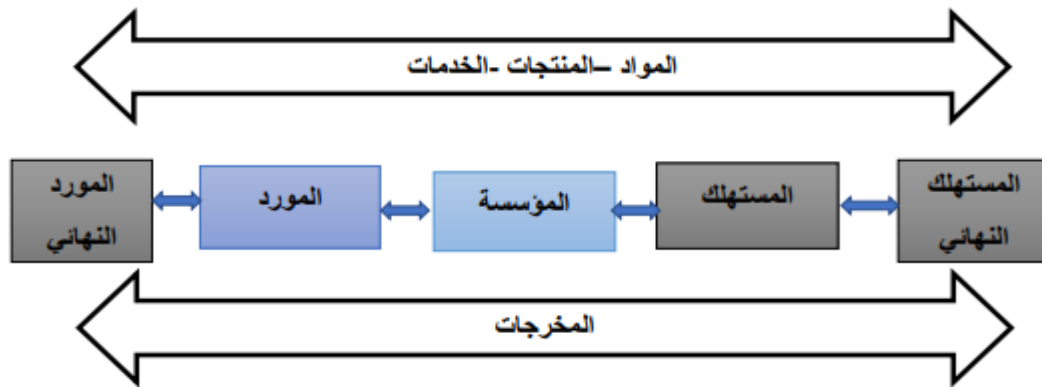 المواد –المنتجات -الخدمات
المورد
النهائي
المورد
المؤسسة
المستهلك
المستهلك
النهائي
المخرجات